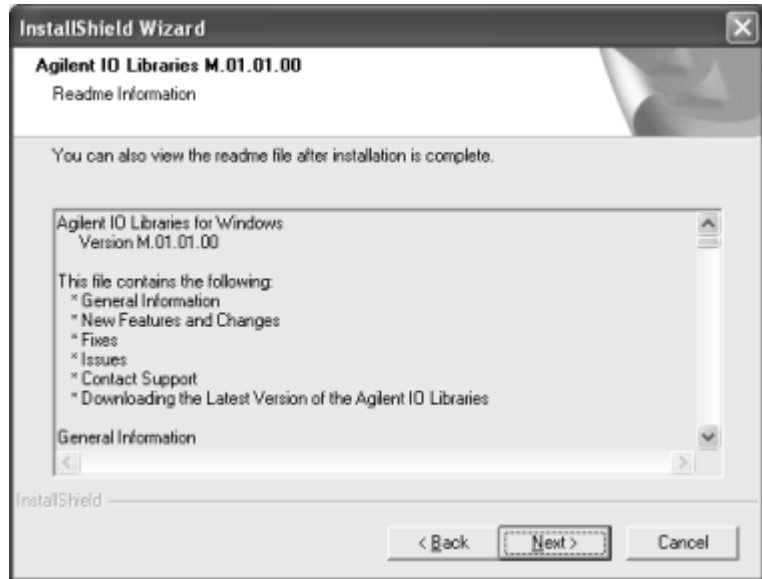 InstallShield Wizard
Agilent IO Libraries M.01.01.00
Readme Information
You can also view the readme file after installation is complete.
Agilent IO Libraries for Windows
Version M.01.01.00
This file contains the following:
* General Information
* New Features and Changes
* Fixes
* Issues
* Contact Support
* Downloading the Latest Version of the Agilent IO Libraries
General Information
InstallShield
< Back
Next >
Cancel